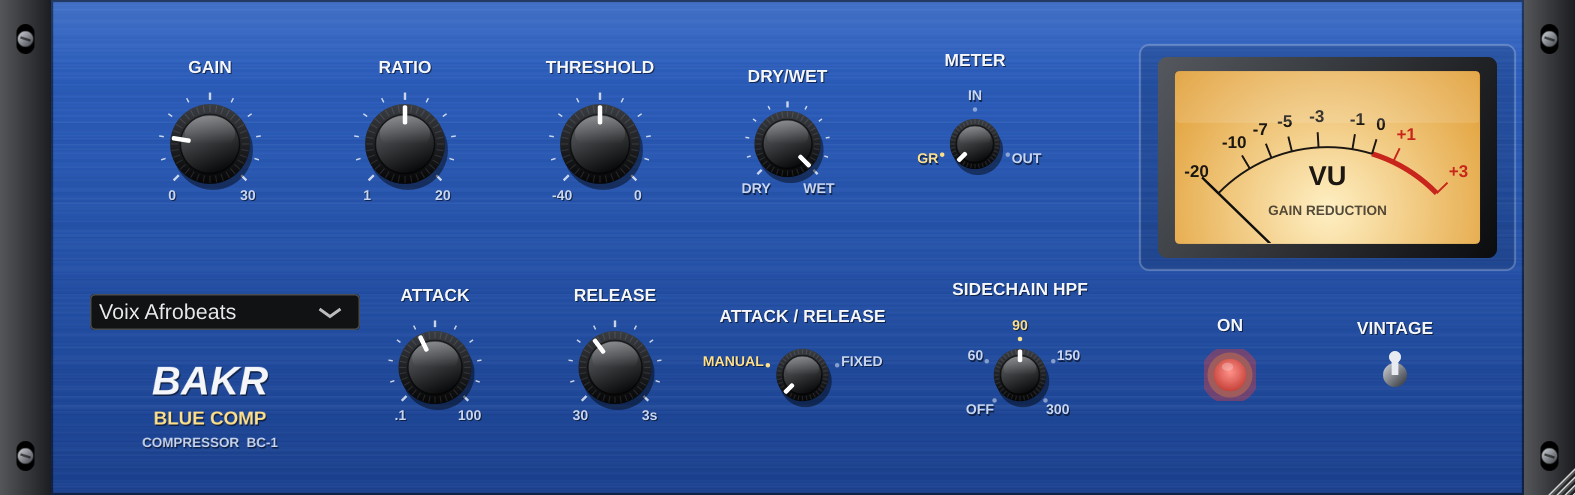 GAIN
0 30
RATIO
1 20
THRESHOLD
-40 0
DRY/WET
DRY WET
METER
IN
GR OUT
-20 -10 -7 -5 -3 -1 0 +1 +3
VU
GAIN REDUCTION
Voix Afrobeats
BAKR
BLUE COMP
COMPRESSOR BC-1
ATTACK
.1 100
RELEASE
30 3s
ATTACK / RELEASE
MANUAL FIXED
SIDECHAIN HPF
90
60 150
OFF 300
ON
VINTAGE